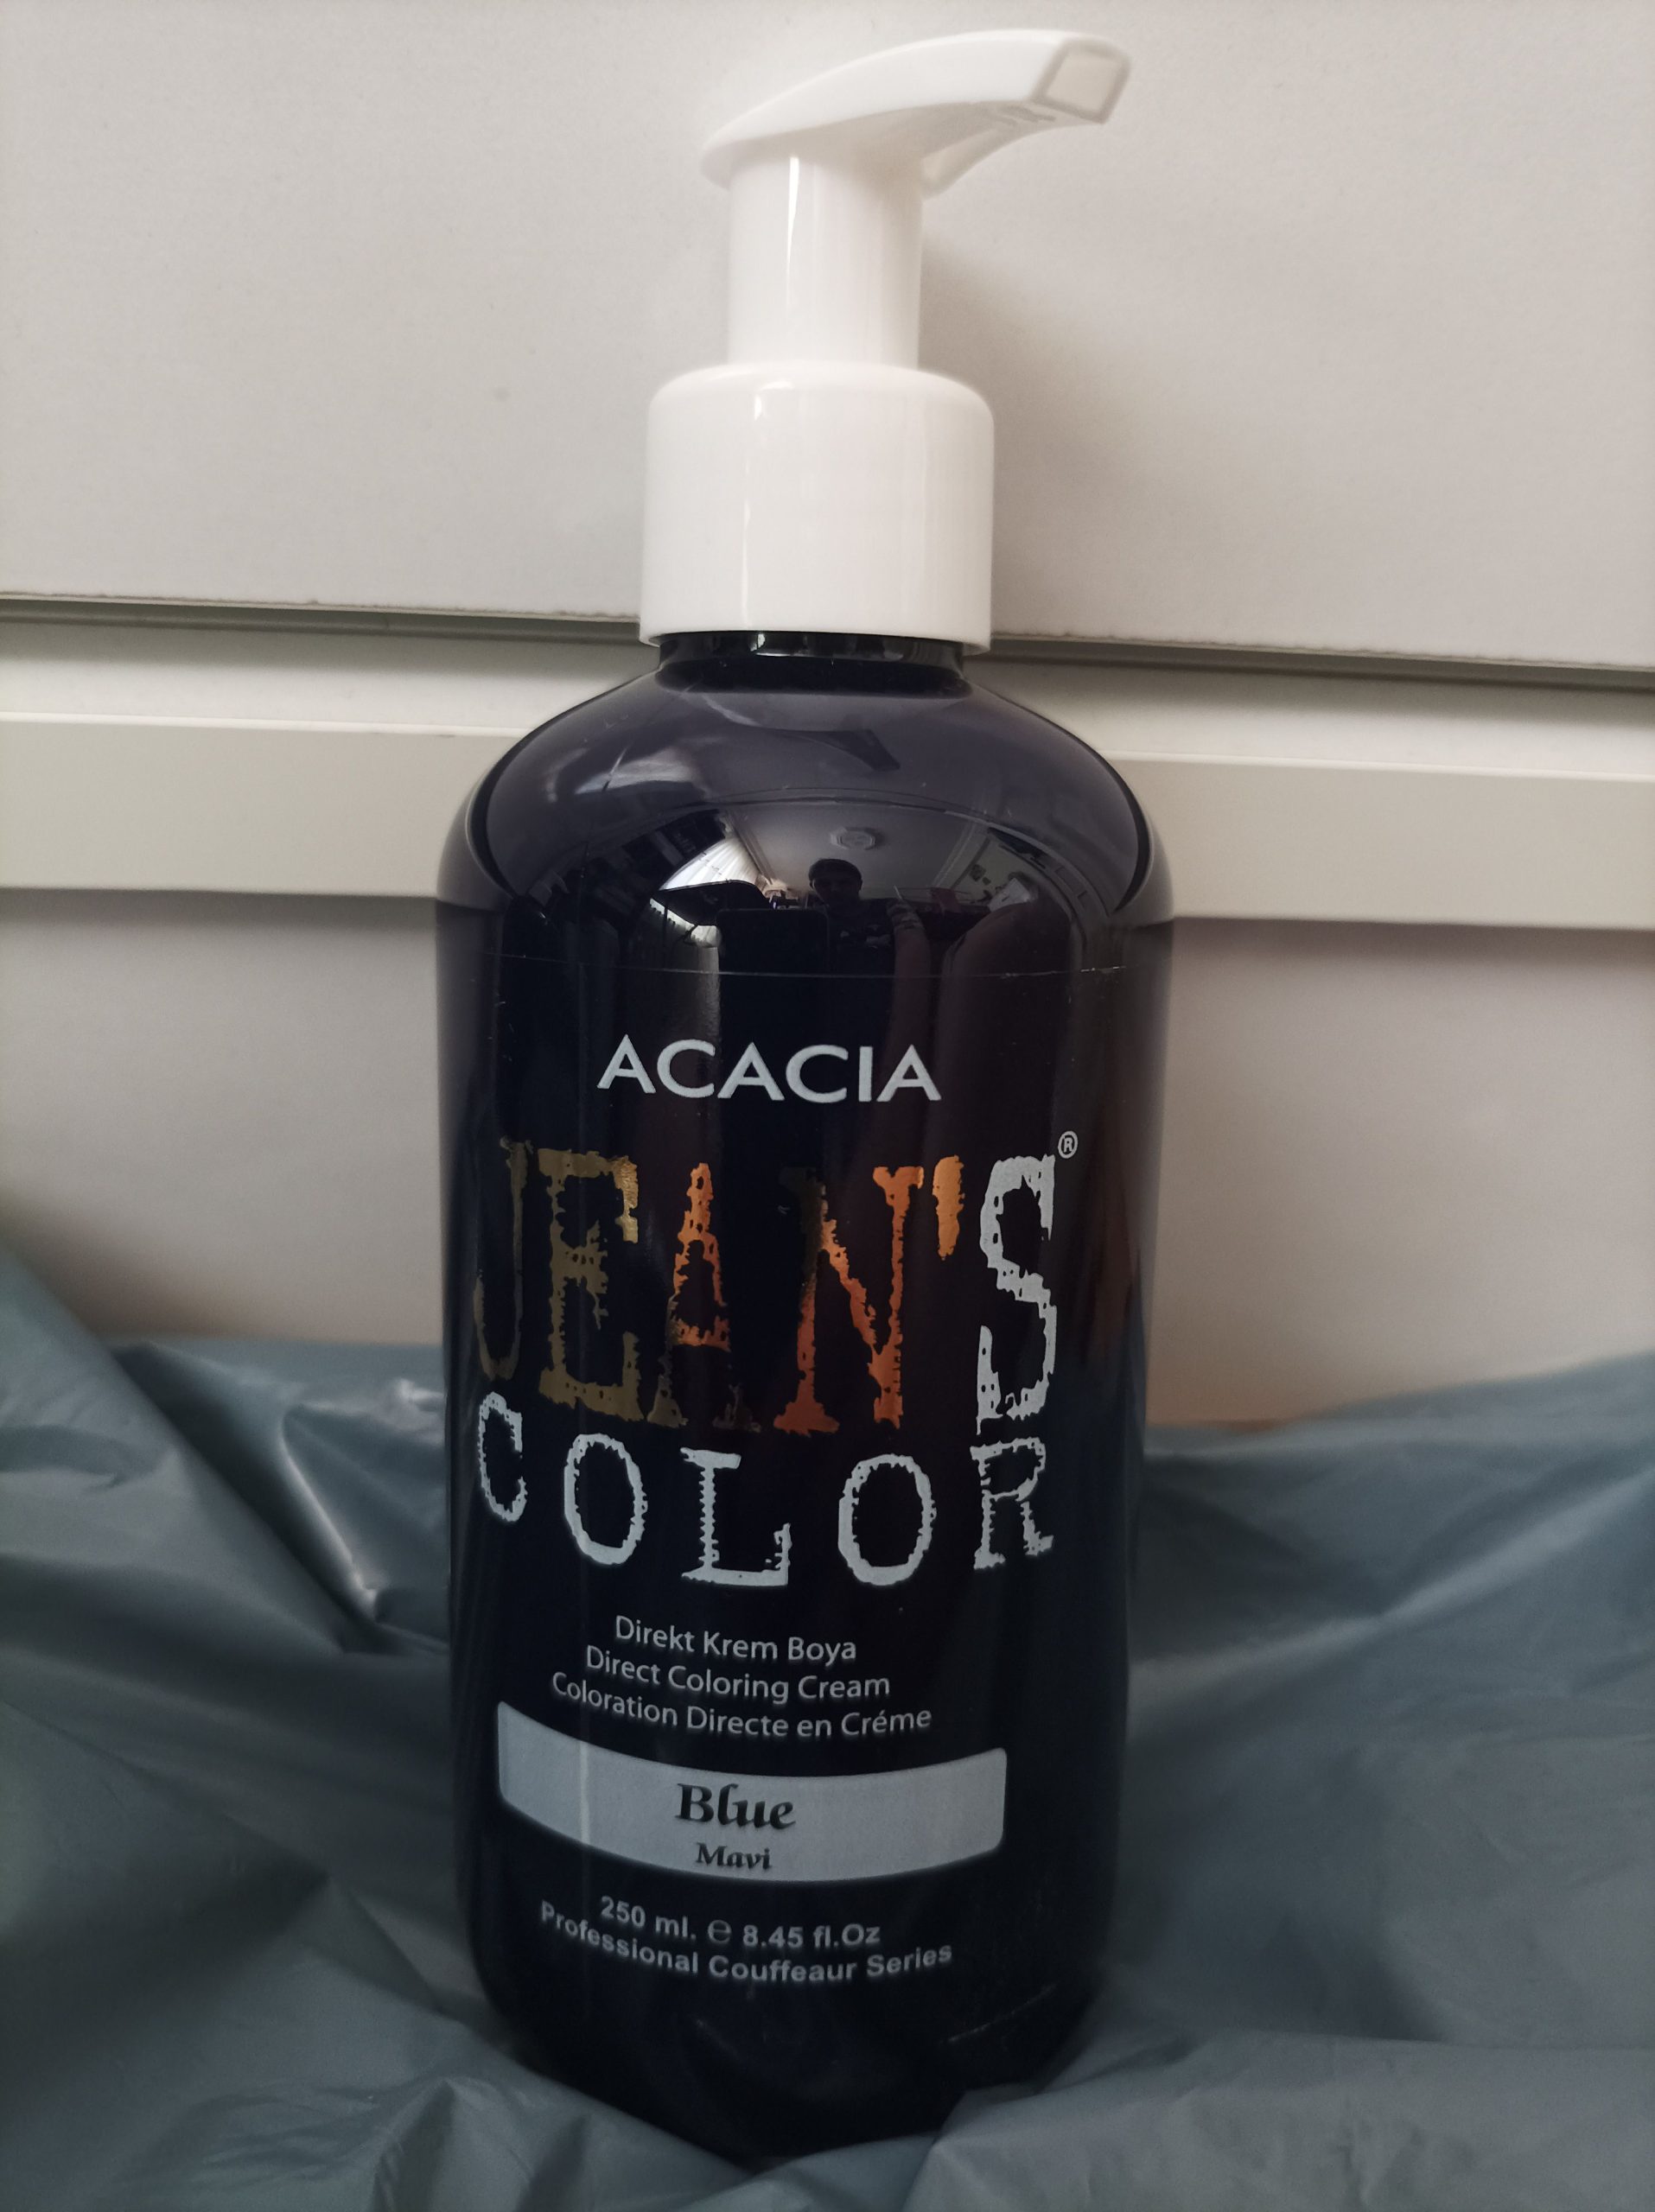 ACACIA
JEAN'S®
COLOR
Direkt Krem Boya
Direct Coloring Cream
Coloration Directe en Créme
Blue
Mavi
250 ml. ℮ 8.45 fl.Oz
Professional Couffeaur Series